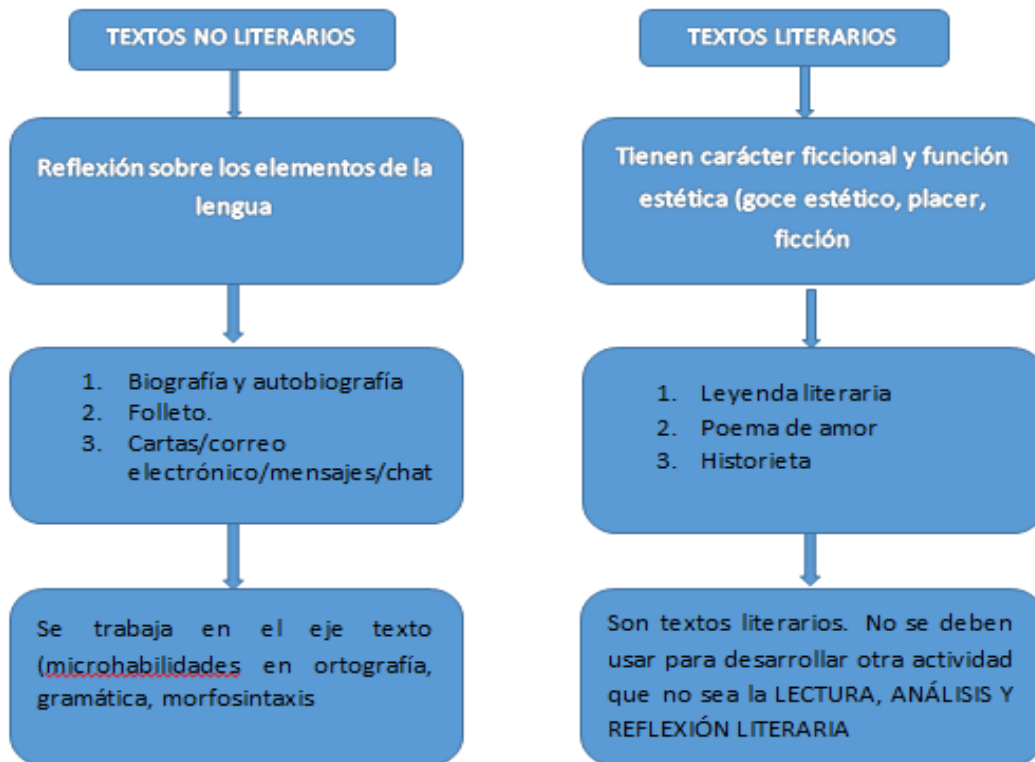 TEXTOS NO LITERARIOS
Reflexión sobre los elementos de la
lengua
1. Biografía y autobiografía
2. Folleto.
3. Cartas/correo
electrónico/mensajes/chat
Se trabaja en el eje texto
(microhabilidades en ortografía,
gramática, morfosintaxis
TEXTOS LITERARIOS
Tienen carácter ficcional y función
estética (goce estético, placer,
ficción
1. Leyenda literaria
2. Poema de amor
3. Historieta
Son textos literarios. No se deben
usar para desarrollar otra actividad
que no sea la LECTURA, ANÁLISIS Y
REFLEXIÓN LITERARIA